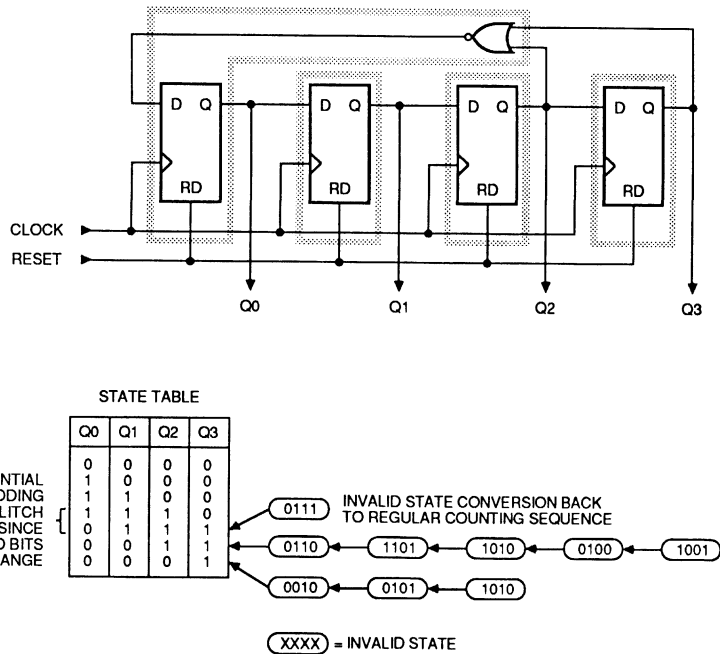 D Q
D Q
D Q
D Q
RD
RD
RD
RD
CLOCK
RESET
Q0
Q1
Q2
Q3
STATE TABLE
Q0 Q1 Q2 Q3
0 0 0 0
1 0 0 0
1 1 0 0
1 1 1 0
0 1 1 1
0 0 1 1
0 0 0 1
NTIAL
DDING
LITCH
SINCE
D BITS
ANGE
0111
INVALID STATE CONVERSION BACK
TO REGULAR COUNTING SEQUENCE
0110 1101 1010 0100 1001
0010 0101 1010
XXXX = INVALID STATE